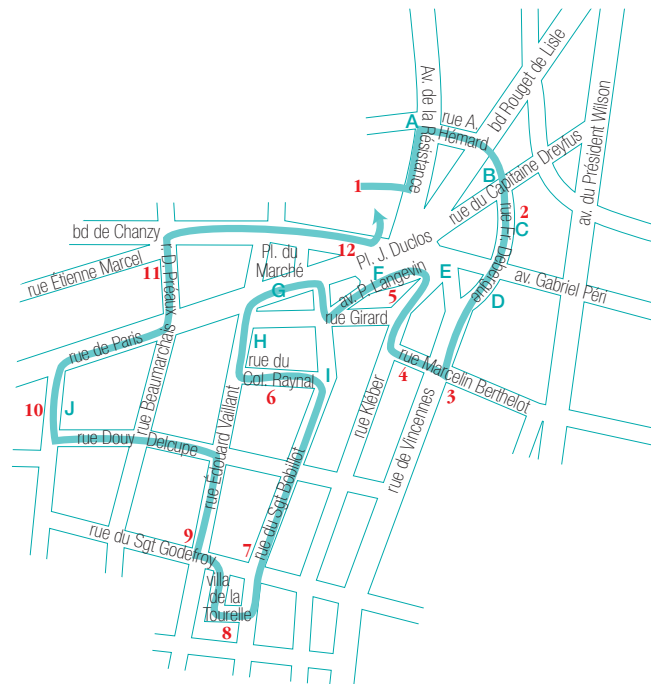 Av. de la Résistance
A
rue A.
Hémard
bd Rouget de Lisle
av. du Président Wilson
B
rue du Capitaine Dreyfus
1
2
C
rue Fr. Debergue
bd de Chanzy
12
Pl. J. Duclos
Pl. du
Marché
rue Étienne Marcel
11
r. D. Préaux
G
F
E
av. P. Langevin
av. Gabriel Péri
5
D
rue Girard
rue de Paris
rue Beaumarchais
H
rue du
Col. Raynal
I
6
4
rue Marcelin Berthelot
3
10
J
rue Édouard Vaillant
rue Kléber
rue de Vincennes
rue Douy Delcupe
rue du Sgt Bobillot
9
7
rue du Sgt Godefroy
villa
de la
Tourelle
8